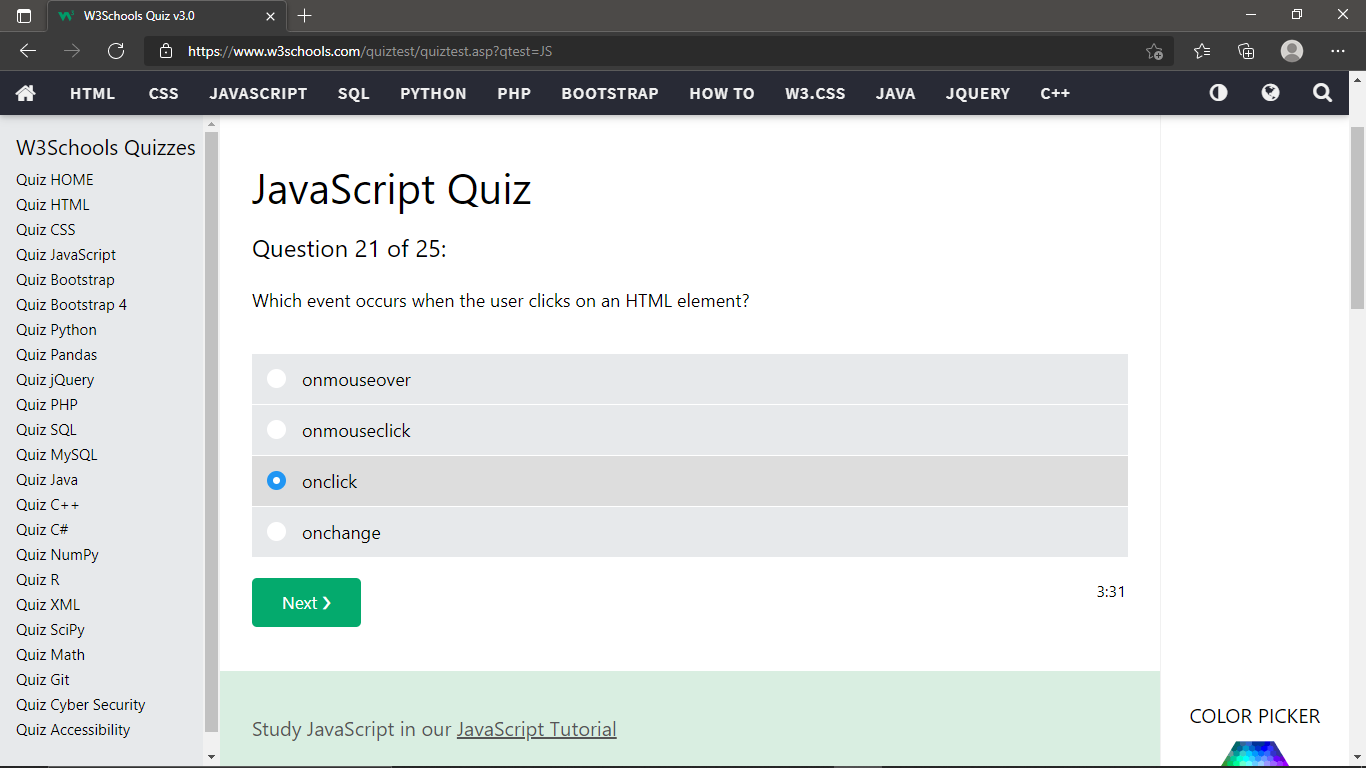 W3Schools Quiz v3.0
https://www.w3schools.com/quiztest/quiztest.asp?qtest=JS
HTML CSS JAVASCRIPT SQL PYTHON PHP BOOTSTRAP HOW TO W3.CSS JAVA JQUERY C++
W3Schools Quizzes
Quiz HOME
Quiz HTML
Quiz CSS
Quiz JavaScript
Quiz Bootstrap
Quiz Bootstrap 4
Quiz Python
Quiz Pandas
Quiz jQuery
Quiz PHP
Quiz SQL
Quiz MySQL
Quiz Java
Quiz C++
Quiz C#
Quiz NumPy
Quiz R
Quiz XML
Quiz SciPy
Quiz Math
Quiz Git
Quiz Cyber Security
Quiz Accessibility
JavaScript Quiz
Question 21 of 25:
Which event occurs when the user clicks on an HTML element?
onmouseover
onmouseclick
onclick
onchange
Next ❯
3:31
Study JavaScript in our JavaScript Tutorial
COLOR PICKER